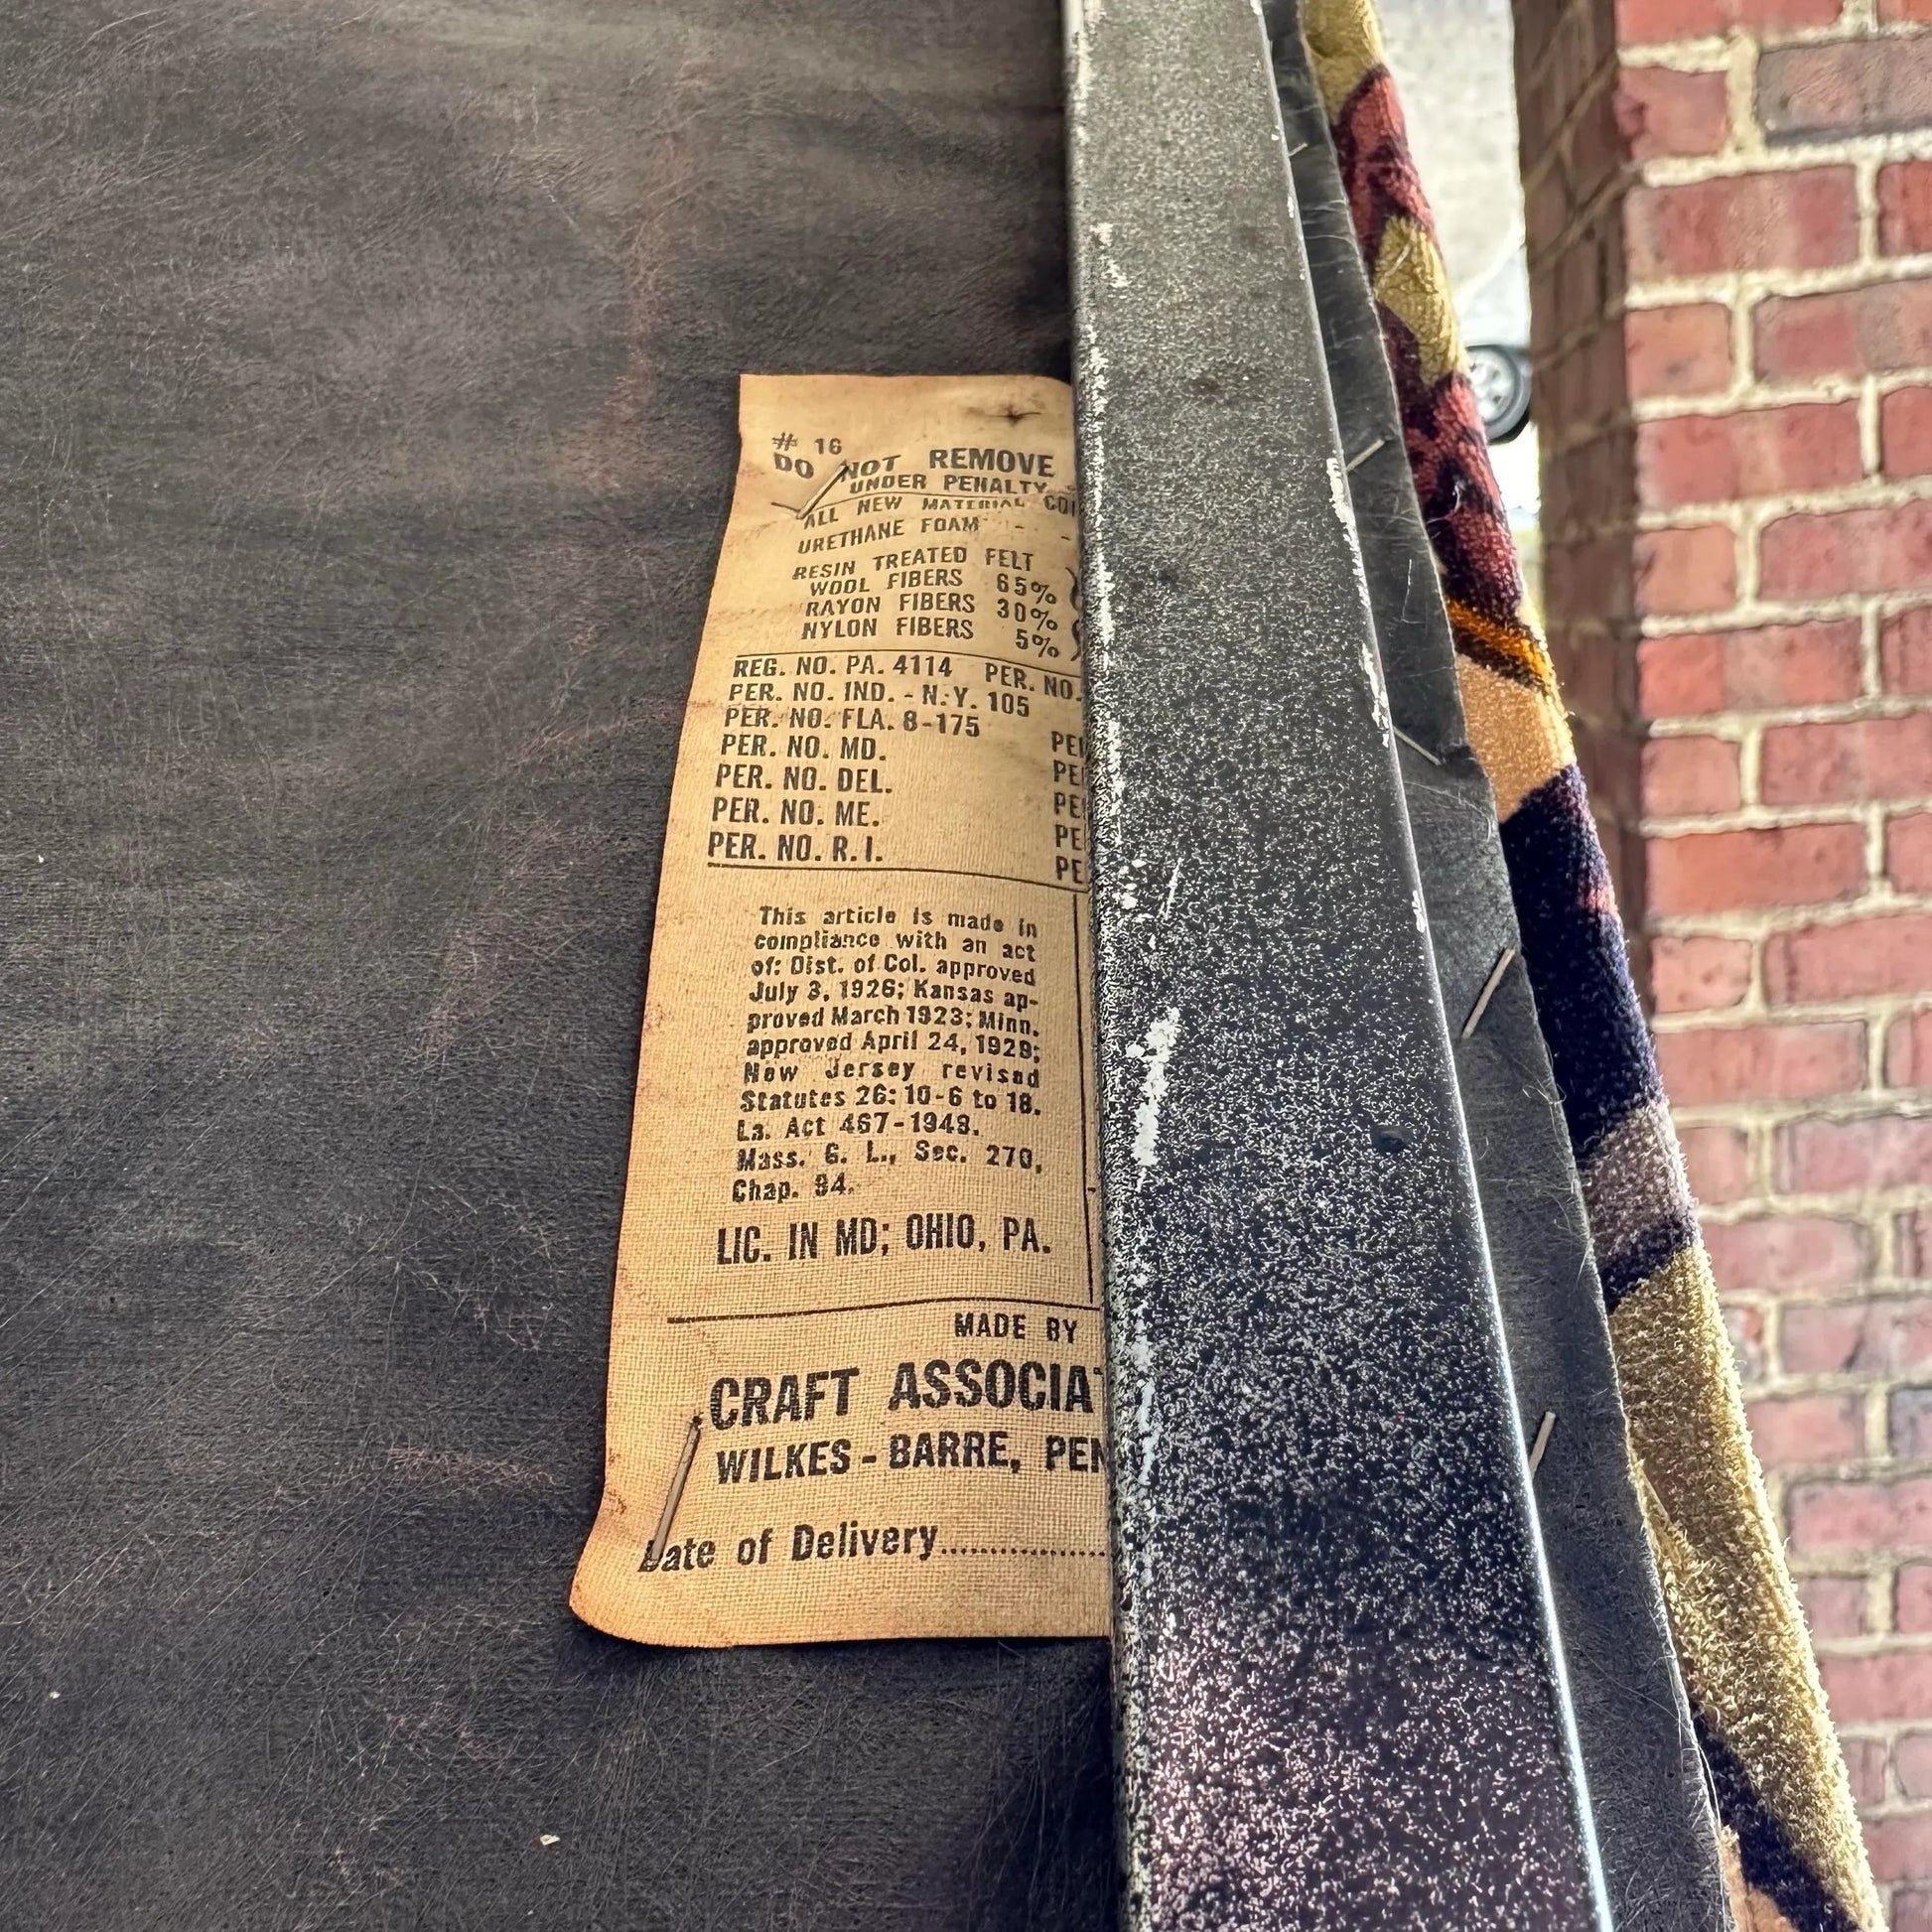 # 16
DO NOT REMOVE
UNDER PENALTY
ALL NEW MATERIAL
URETHANE FOAM
RESIN TREATED FELT
WOOL FIBERS 65%
RAYON FIBERS 30%
NYLON FIBERS 5%
REG. NO. PA. 4114 PER. NO.
PER. NO. IND. - N.Y. 105
PER. NO. FLA. 8-175
PER. NO. MD.
PER. NO. DEL.
PER. NO. ME.
PER. NO. R.I.
This article is made in
compliance with an act
of: Dist. of Col. approved
July 3, 1926; Kansas ap-
proved March 1923; Minn.
approved April 24, 1929;
New Jersey revised
Statutes 26: 10-6 to 18.
La. Act 467-1948.
Mass. G. L., Sec. 270,
Chap. 94.
LIC. IN MD; OHIO, PA.
MADE BY
CRAFT ASSOCIA
WILKES - BARRE, PEN
Date of Delivery